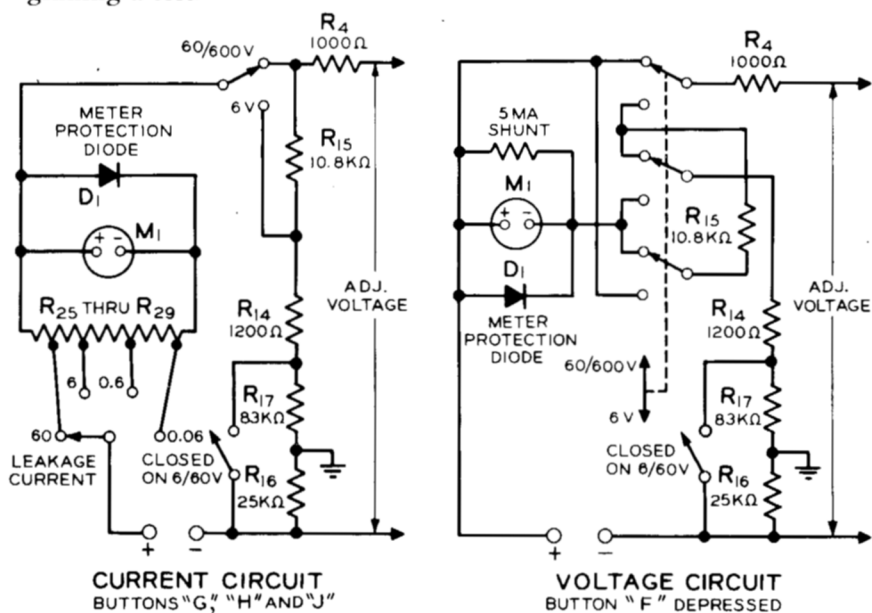 60/600V
R4
1000Ω
6V
METER
PROTECTION
DIODE
D1
R15
10.8KΩ
M1
+ -
ADJ.
VOLTAGE
R25 THRU R29
R14
1200Ω
6
0.6
R17
83KΩ
60
0.06
LEAKAGE
CURRENT
CLOSED
ON 6/60V
R16
25KΩ
+ -
CURRENT CIRCUIT
BUTTONS "G," "H" AND "J"
R4
1000Ω
5 MA
SHUNT
M1
+ -
R15
10.8KΩ
D1
METER
PROTECTION
DIODE
ADJ.
VOLTAGE
R14
1200Ω
60/600V
6V
R17
83KΩ
CLOSED
ON 6/60V
R16
25KΩ
+ -
VOLTAGE CIRCUIT
BUTTON "F" DEPRESSED